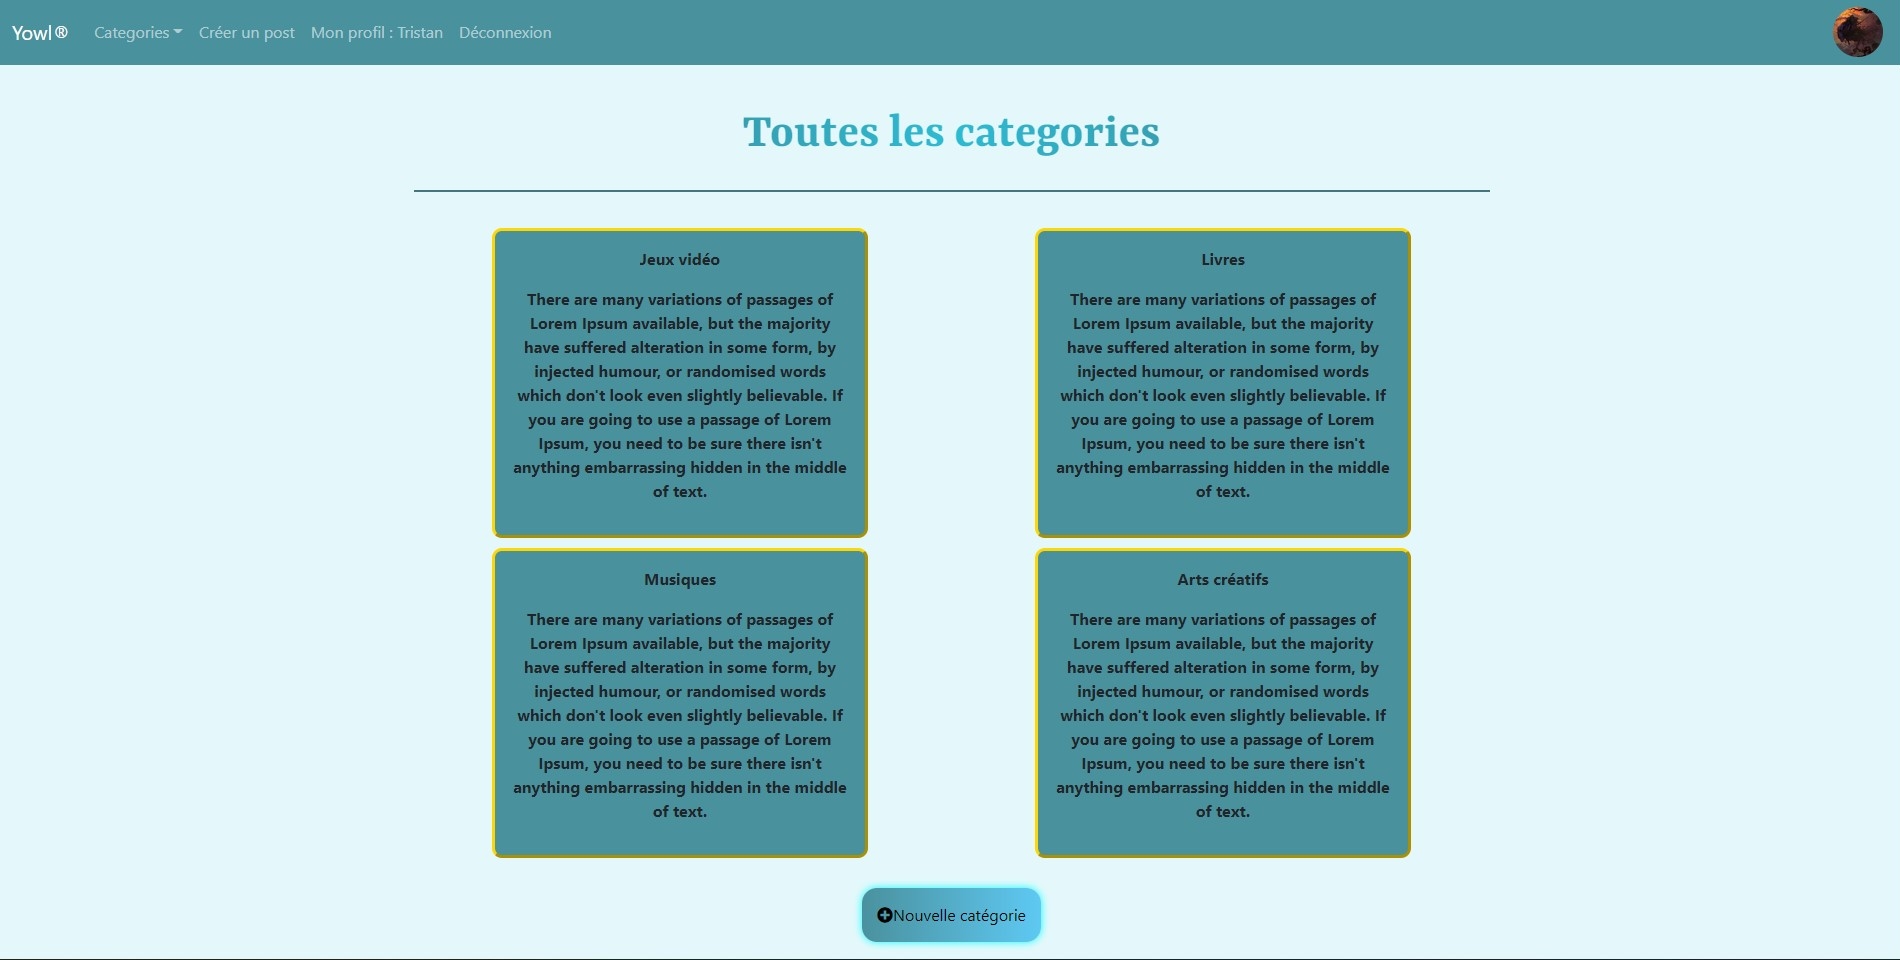 Yowl ®
Categories
Créer un post
Mon profil : Tristan
Déconnexion
Toutes les categories
Jeux vidéo
There are many variations of passages of
Lorem Ipsum available, but the majority
have suffered alteration in some form, by
injected humour, or randomised words
which don't look even slightly believable. If
you are going to use a passage of Lorem
Ipsum, you need to be sure there isn't
anything embarrassing hidden in the middle
of text.
Livres
There are many variations of passages of
Lorem Ipsum available, but the majority
have suffered alteration in some form, by
injected humour, or randomised words
which don't look even slightly believable. If
you are going to use a passage of Lorem
Ipsum, you need to be sure there isn't
anything embarrassing hidden in the middle
of text.
Musiques
There are many variations of passages of
Lorem Ipsum available, but the majority
have suffered alteration in some form, by
injected humour, or randomised words
which don't look even slightly believable. If
you are going to use a passage of Lorem
Ipsum, you need to be sure there isn't
anything embarrassing hidden in the middle
of text.
Arts créatifs
There are many variations of passages of
Lorem Ipsum available, but the majority
have suffered alteration in some form, by
injected humour, or randomised words
which don't look even slightly believable. If
you are going to use a passage of Lorem
Ipsum, you need to be sure there isn't
anything embarrassing hidden in the middle
of text.
Nouvelle catégorie